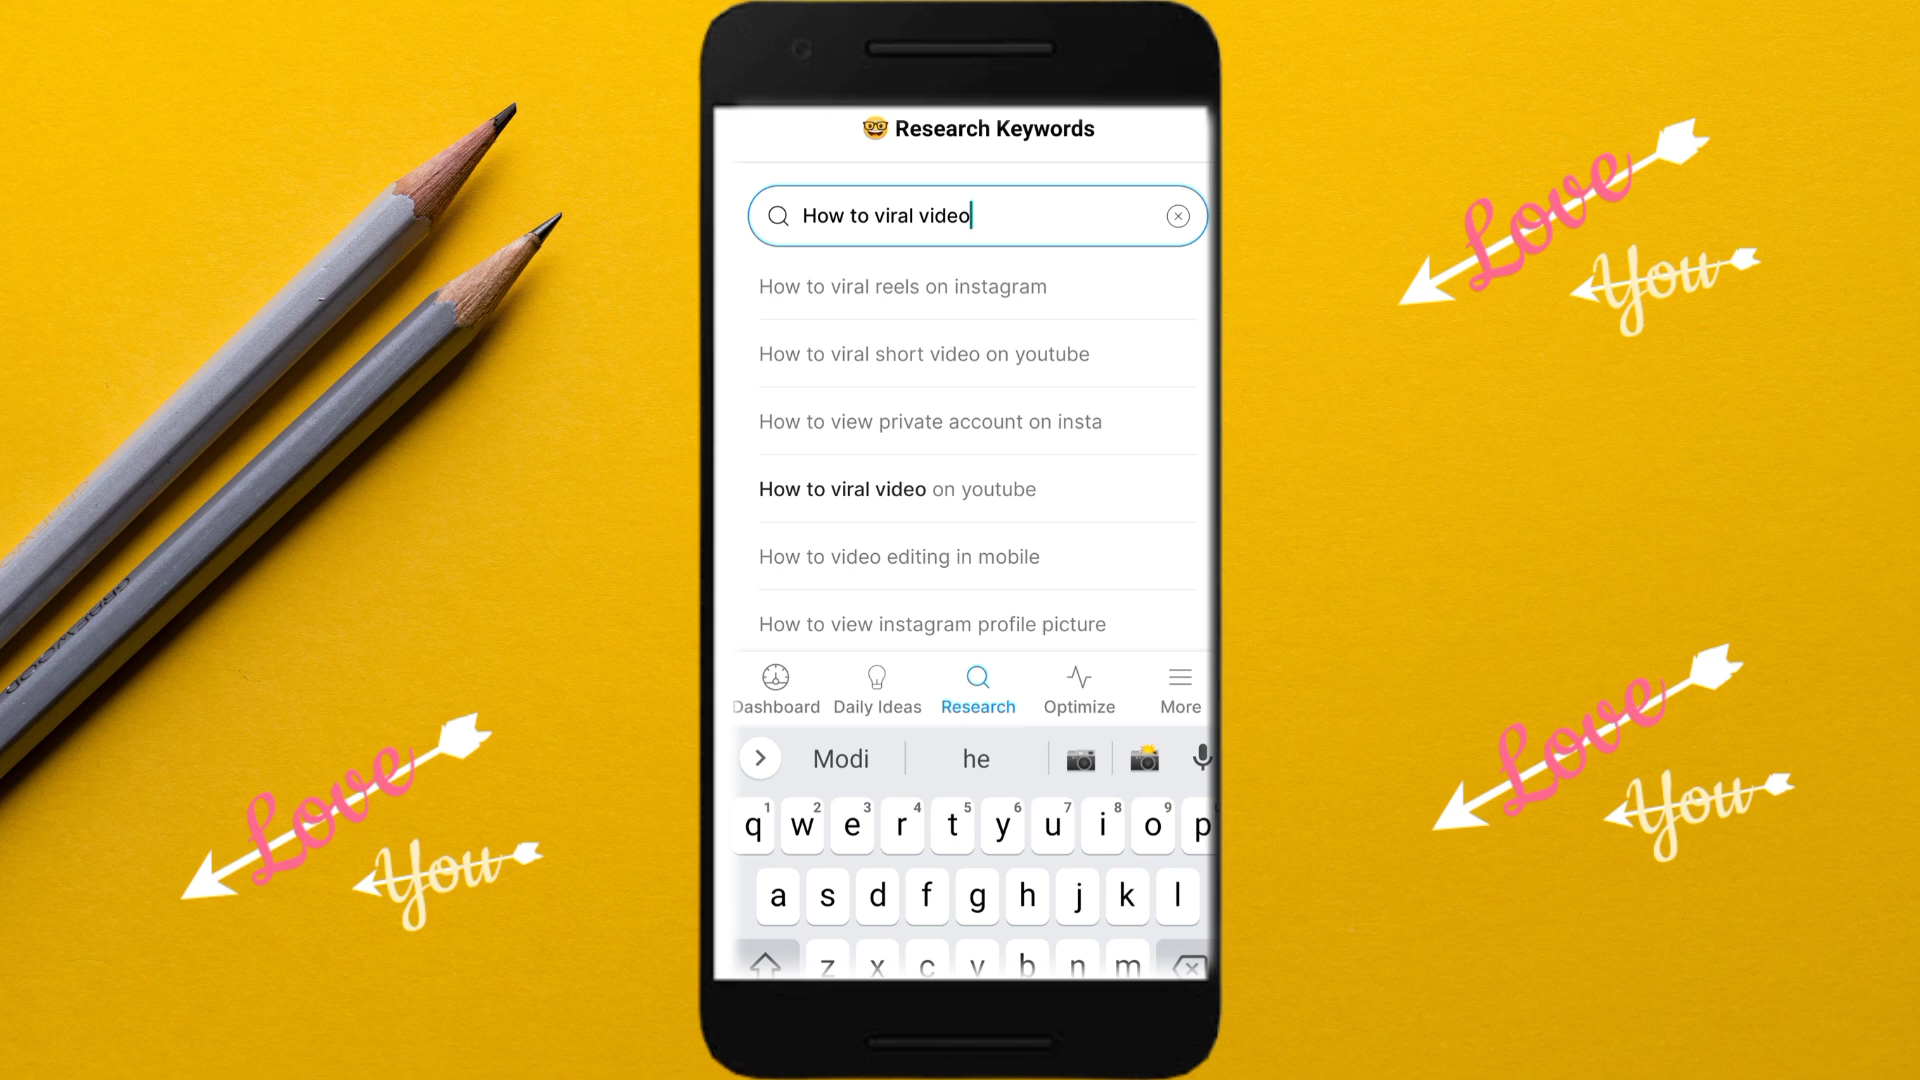 🤓 Research Keywords
How to viral video
How to viral reels on instagram
How to viral short video on youtube
How to view private account on insta
How to viral video on youtube
How to video editing in mobile
How to view instagram profile picture
Dashboard Daily Ideas Research Optimize More
Modi he
1 2 3 4 5 6 7 8 9
q w e r t y u i o p
a s d f g h j k l
z x c v b n m
Love
You
Love
You
Love
You